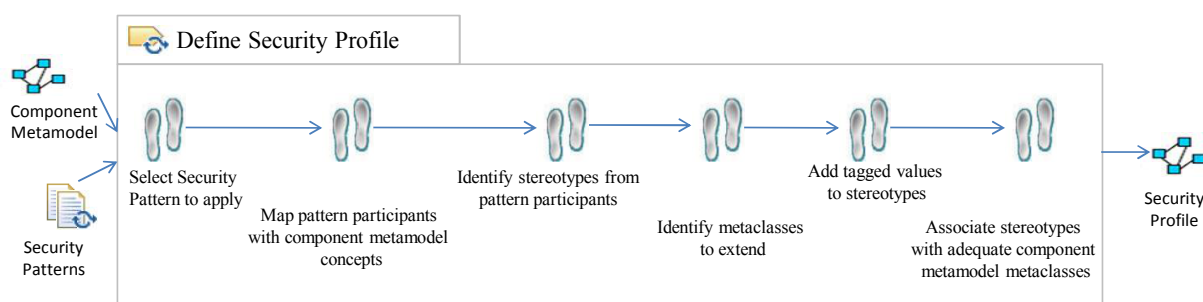 Define Security Profile
Component
Metamodel
Security
Patterns
Select Security
Pattern to apply
Map pattern participants
with component metamodel
concepts
Identify stereotypes from
pattern participants
Identify metaclasses
to extend
Add tagged values
to stereotypes
Associate stereotypes
with adequate component
metamodel metaclasses
Security
Profile